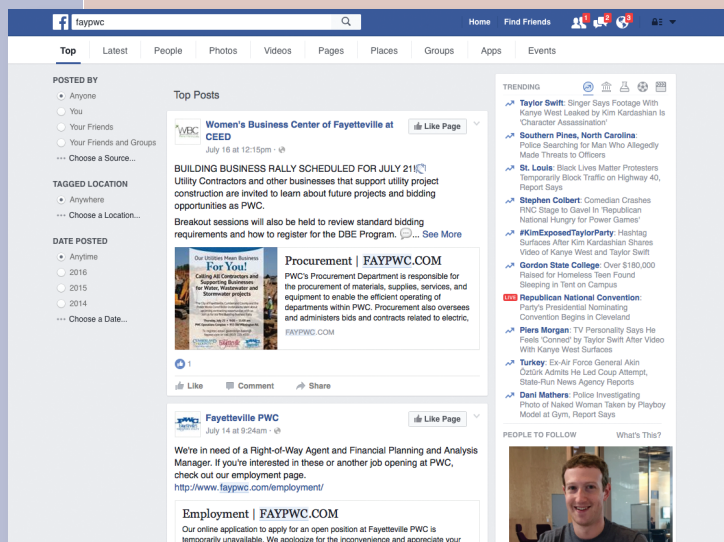 faypwc
Home Find Friends 1 2 3
Top Latest People Photos Videos Pages Places Groups Apps Events
POSTED BY
Anyone
You
Your Friends
Your Friends and Groups
Choose a Source...
TAGGED LOCATION
Anywhere
Choose a Location...
DATE POSTED
Anytime
2016
2015
2014
Choose a Date...
Top Posts
WBC
Women's Business Center of Fayetteville at
CEED
Like Page
July 16 at 12:15pm
BUILDING BUSINESS RALLY SCHEDULED FOR JULY 21!
Utility Contractors and other businesses that support utility project
construction are invited to learn about future projects and bidding
opportunities as PWC.
Breakout sessions will also be held to review standard bidding
requirements and how to register for the DBE Program. ... See More
Our Utilities Mean Business
For You!
Calling All Contractors and
Supporting Businesses
for Water, Wastewater and
Stormwater projects
Procurement | FAYPWC.COM
PWC's Procurement Department is responsible for
the procurement of materials, supplies, services, and
equipment to enable the efficient operating of
departments within PWC. Procurement also oversees
and administers bids and contracts related to electric,
FAYPWC.COM
1
Like Comment Share
Fayetteville PWC
Like Page
July 14 at 9:24am
We're in need of a Right-of-Way Agent and Financial Planning and Analysis
Manager. If you're interested in these or another job opening at PWC,
check out our employment page.
http://www.faypwc.com/employment/
Employment | FAYPWC.COM
Our online application to apply for an open position at Fayetteville PWC is
temporarily unavailable. We apologize for the inconvenience and appreciate your
TRENDING
Taylor Swift: Singer Says Footage With
Kanye West Leaked by Kim Kardashian Is
'Character Assassination'
Southern Pines, North Carolina:
Police Searching for Man Who Allegedly
Made Threats to Officers
St. Louis: Black Lives Matter Protesters
Temporarily Block Traffic on Highway 40,
Report Says
Stephen Colbert: Comedian Crashes
RNC Stage to Gavel In 'Republican
National Hungry for Power Games'
#KimExposedTaylorParty: Hashtag
Surfaces After Kim Kardashian Shares
Video of Kanye West and Taylor Swift
Gordon State College: Over $180,000
Raised for Homeless Teen Found
Sleeping in Tent on Campus
LIVE Republican National Convention:
Party's Presidential Nominating
Convention Begins in Cleveland
Piers Morgan: TV Personality Says He
Feels 'Conned' by Taylor Swift After Video
With Kanye West Surfaces
Turkey: Ex-Air Force General Akin
Öztürk Admits He Led Coup Attempt,
State-Run News Agency Reports
Dani Mathers: Police Investigating
Photo of Naked Woman Taken by Playboy
Model at Gym, Report Says
PEOPLE TO FOLLOW What's This?